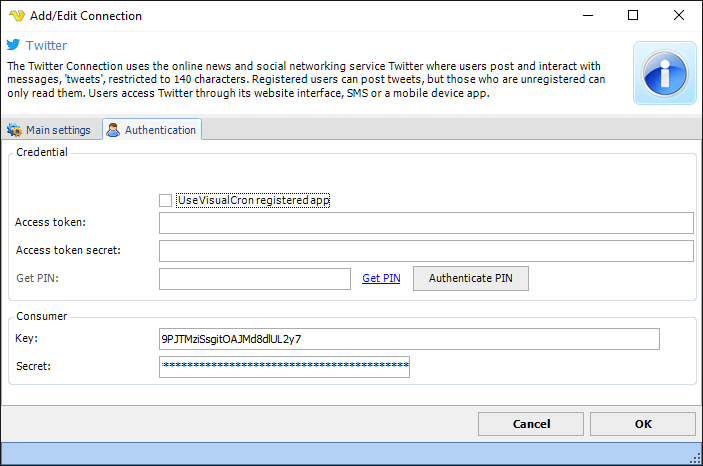 Add/Edit Connection
Twitter
The Twitter Connection uses the online news and social networking service Twitter where users post and interact with
messages, 'tweets', restricted to 140 characters. Registered users can post tweets, but those who are unregistered can
only read them. Users access Twitter through its website interface, SMS or a mobile device app.
Main settings Authentication
Credential
Use VisualCron registered app
Access token:
Access token secret:
Get PIN: Get PIN Authenticate PIN
Consumer
Key: 9PJTMziSsgitOAJMd8dlUL2y7
Secret: ****************************************
Cancel OK